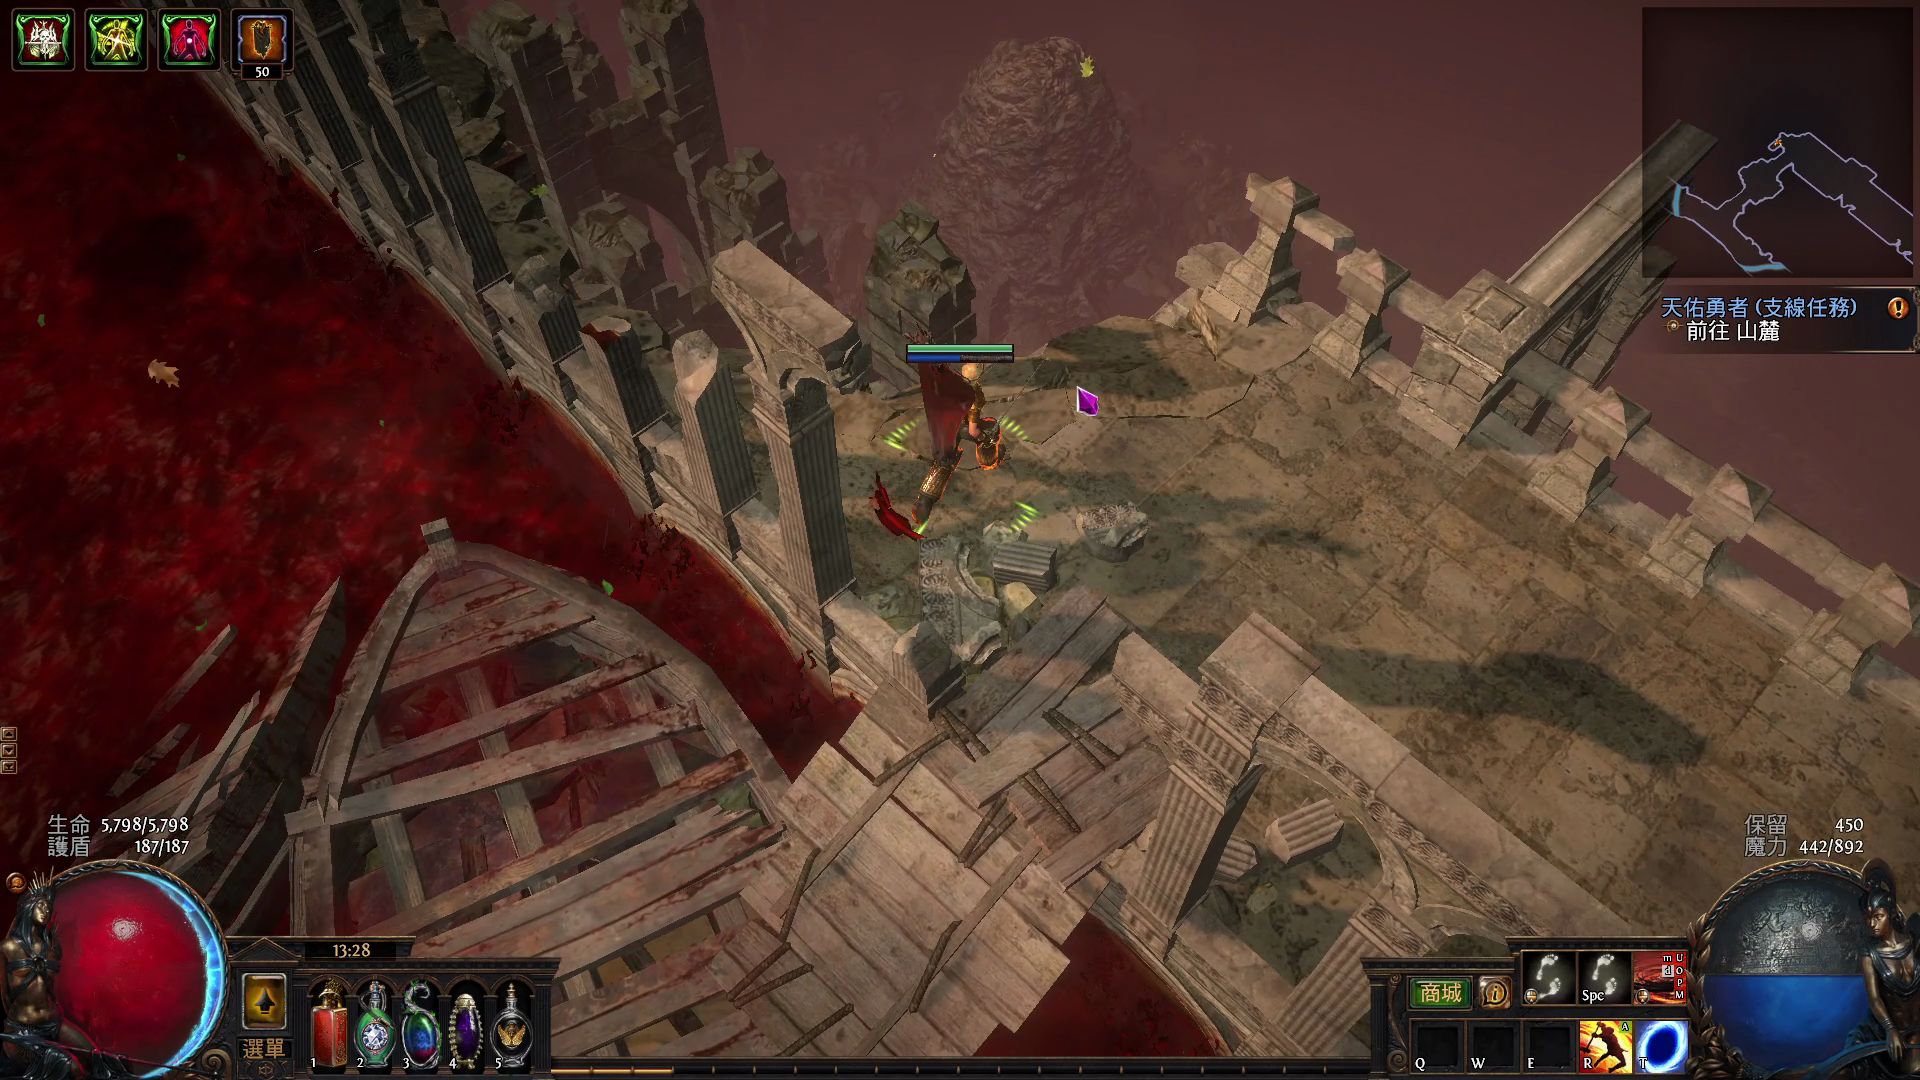 50
天佑勇者 (支線任務)
前往 山麓
生命 5,798/5,798
護盾 187/187
保留 450
魔力 442/892
13:28
選單
1 2 3 4 5
商城
Spc
m U
d O
P
M
A
Q W E R T